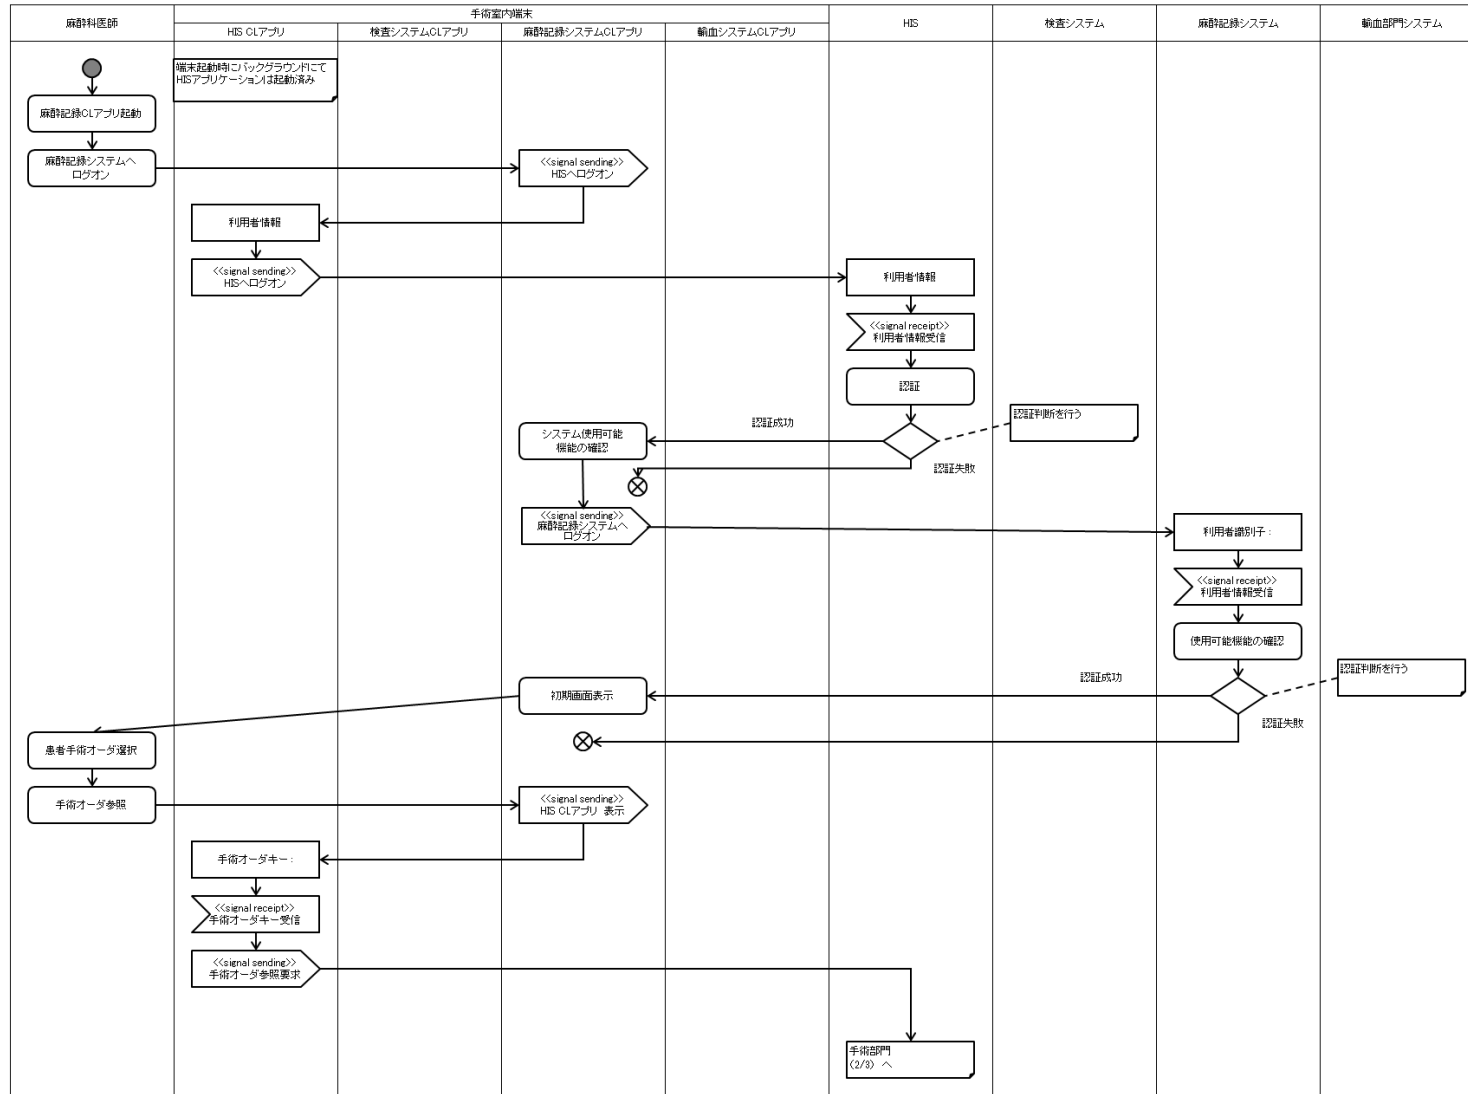 麻酔科医師
手術室内端末
HIS CLアプリ
検査システムCLアプリ
麻酔記録システムCLアプリ
輸血システムCLアプリ
HIS
検査システム
麻酔記録システム
輸血部門システム
端末起動時にバックグラウンドにて
HISアプリケーションは起動済み
麻酔記録CLアプリ起動
麻酔記録システムへ
ログオン
<<signal sending>>
HISへログオン
利用者情報
<<signal sending>>
HISへログオン
利用者情報
<<signal receipt>>
利用者情報受信
認証
認証判断を行う
認証成功
システム使用可能
機能の確認
認証失敗
<<signal sending>>
麻酔記録システムへ
ログオン
利用者識別子：
<<signal receipt>>
利用者情報受信
使用可能機能の確認
認証判断を行う
認証成功
初期画面表示
認証失敗
患者手術オーダ選択
手術オーダ参照
<<signal sending>>
HIS CLアプリ 表示
手術オーダキー：
<<signal receipt>>
手術オーダキー受信
<<signal sending>>
手術オーダ参照要求
手術部門
(2/3) へ